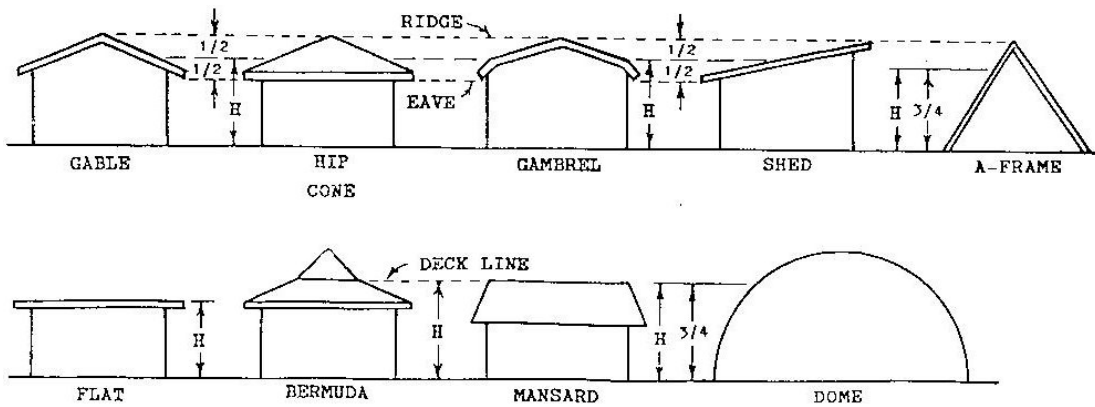 RIDGE
1/2 1/2
1/2 1/2
EAVE
H H H 3/4
GABLE HIP GAMBREL SHED A-FRAME
CONE
DECK LINE
H H H 3/4
FLAT BERMUDA MANSARD DOME